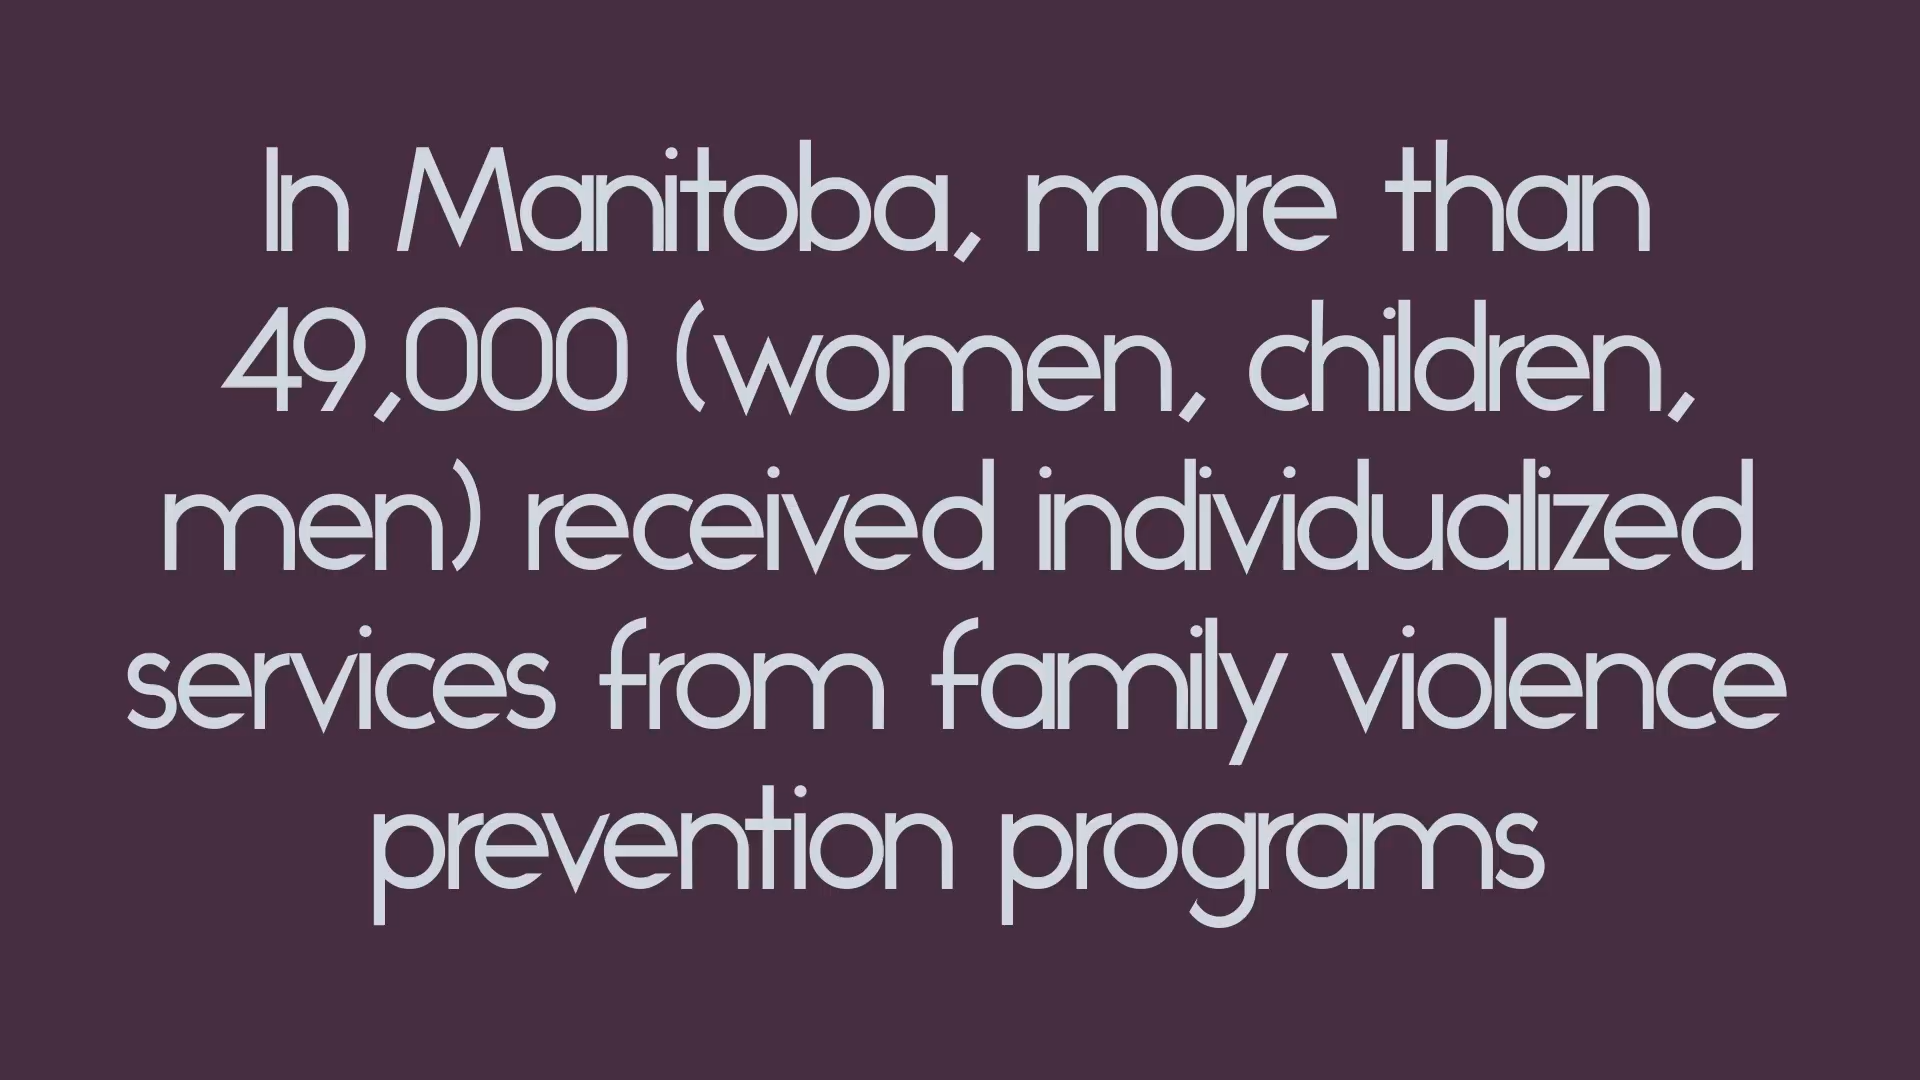 In Manitoba, more than
49,000 (women, children,
men) received individualized
services from family violence
prevention programs